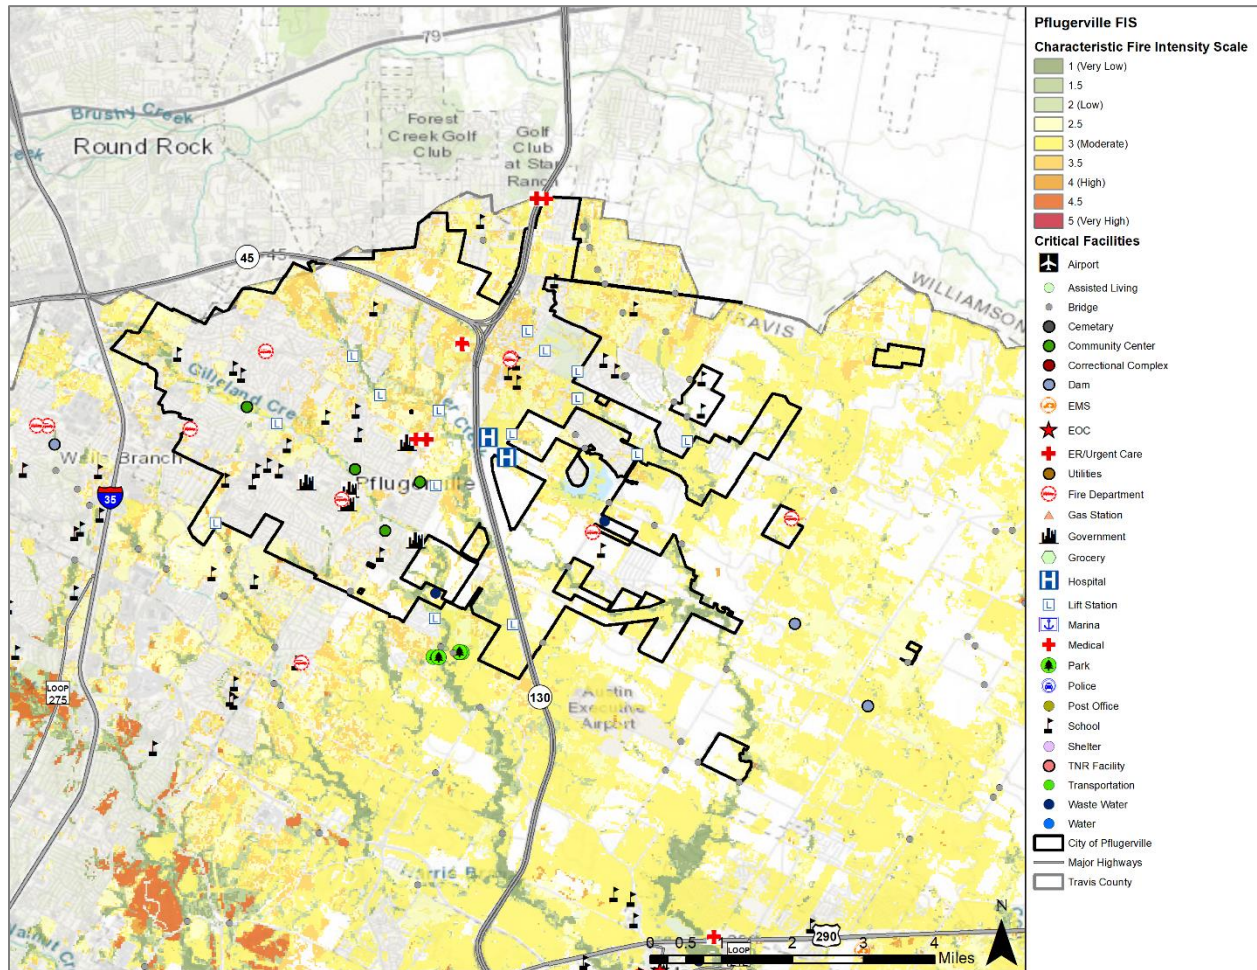 79
Brushy Creek
Round Rock
Forest
Creek Golf
Club
Golf
Club
at Star
Ranch
45
45
WILLIAMSON
TRAVIS
Gilleland Cre
Wells Branch
Pflugerville
35
LOOP
275
130
Austin
Executive
Airport
290
LOOP
0 0.5 1 2 3 4
Miles
N
Pflugerville FIS
Characteristic Fire Intensity Scale
1 (Very Low)
1.5
2 (Low)
2.5
3 (Moderate)
3.5
4 (High)
4.5
5 (Very High)
Critical Facilities
Airport
Assisted Living
Bridge
Cemetary
Community Center
Correctional Complex
Dam
EMS
EOC
ER/Urgent Care
Utilities
Fire Department
Gas Station
Government
Grocery
Hospital
Lift Station
Marina
Medical
Park
Police
Post Office
School
Shelter
TNR Facility
Transportation
Waste Water
Water
City of Pflugerville
Major Highways
Travis County